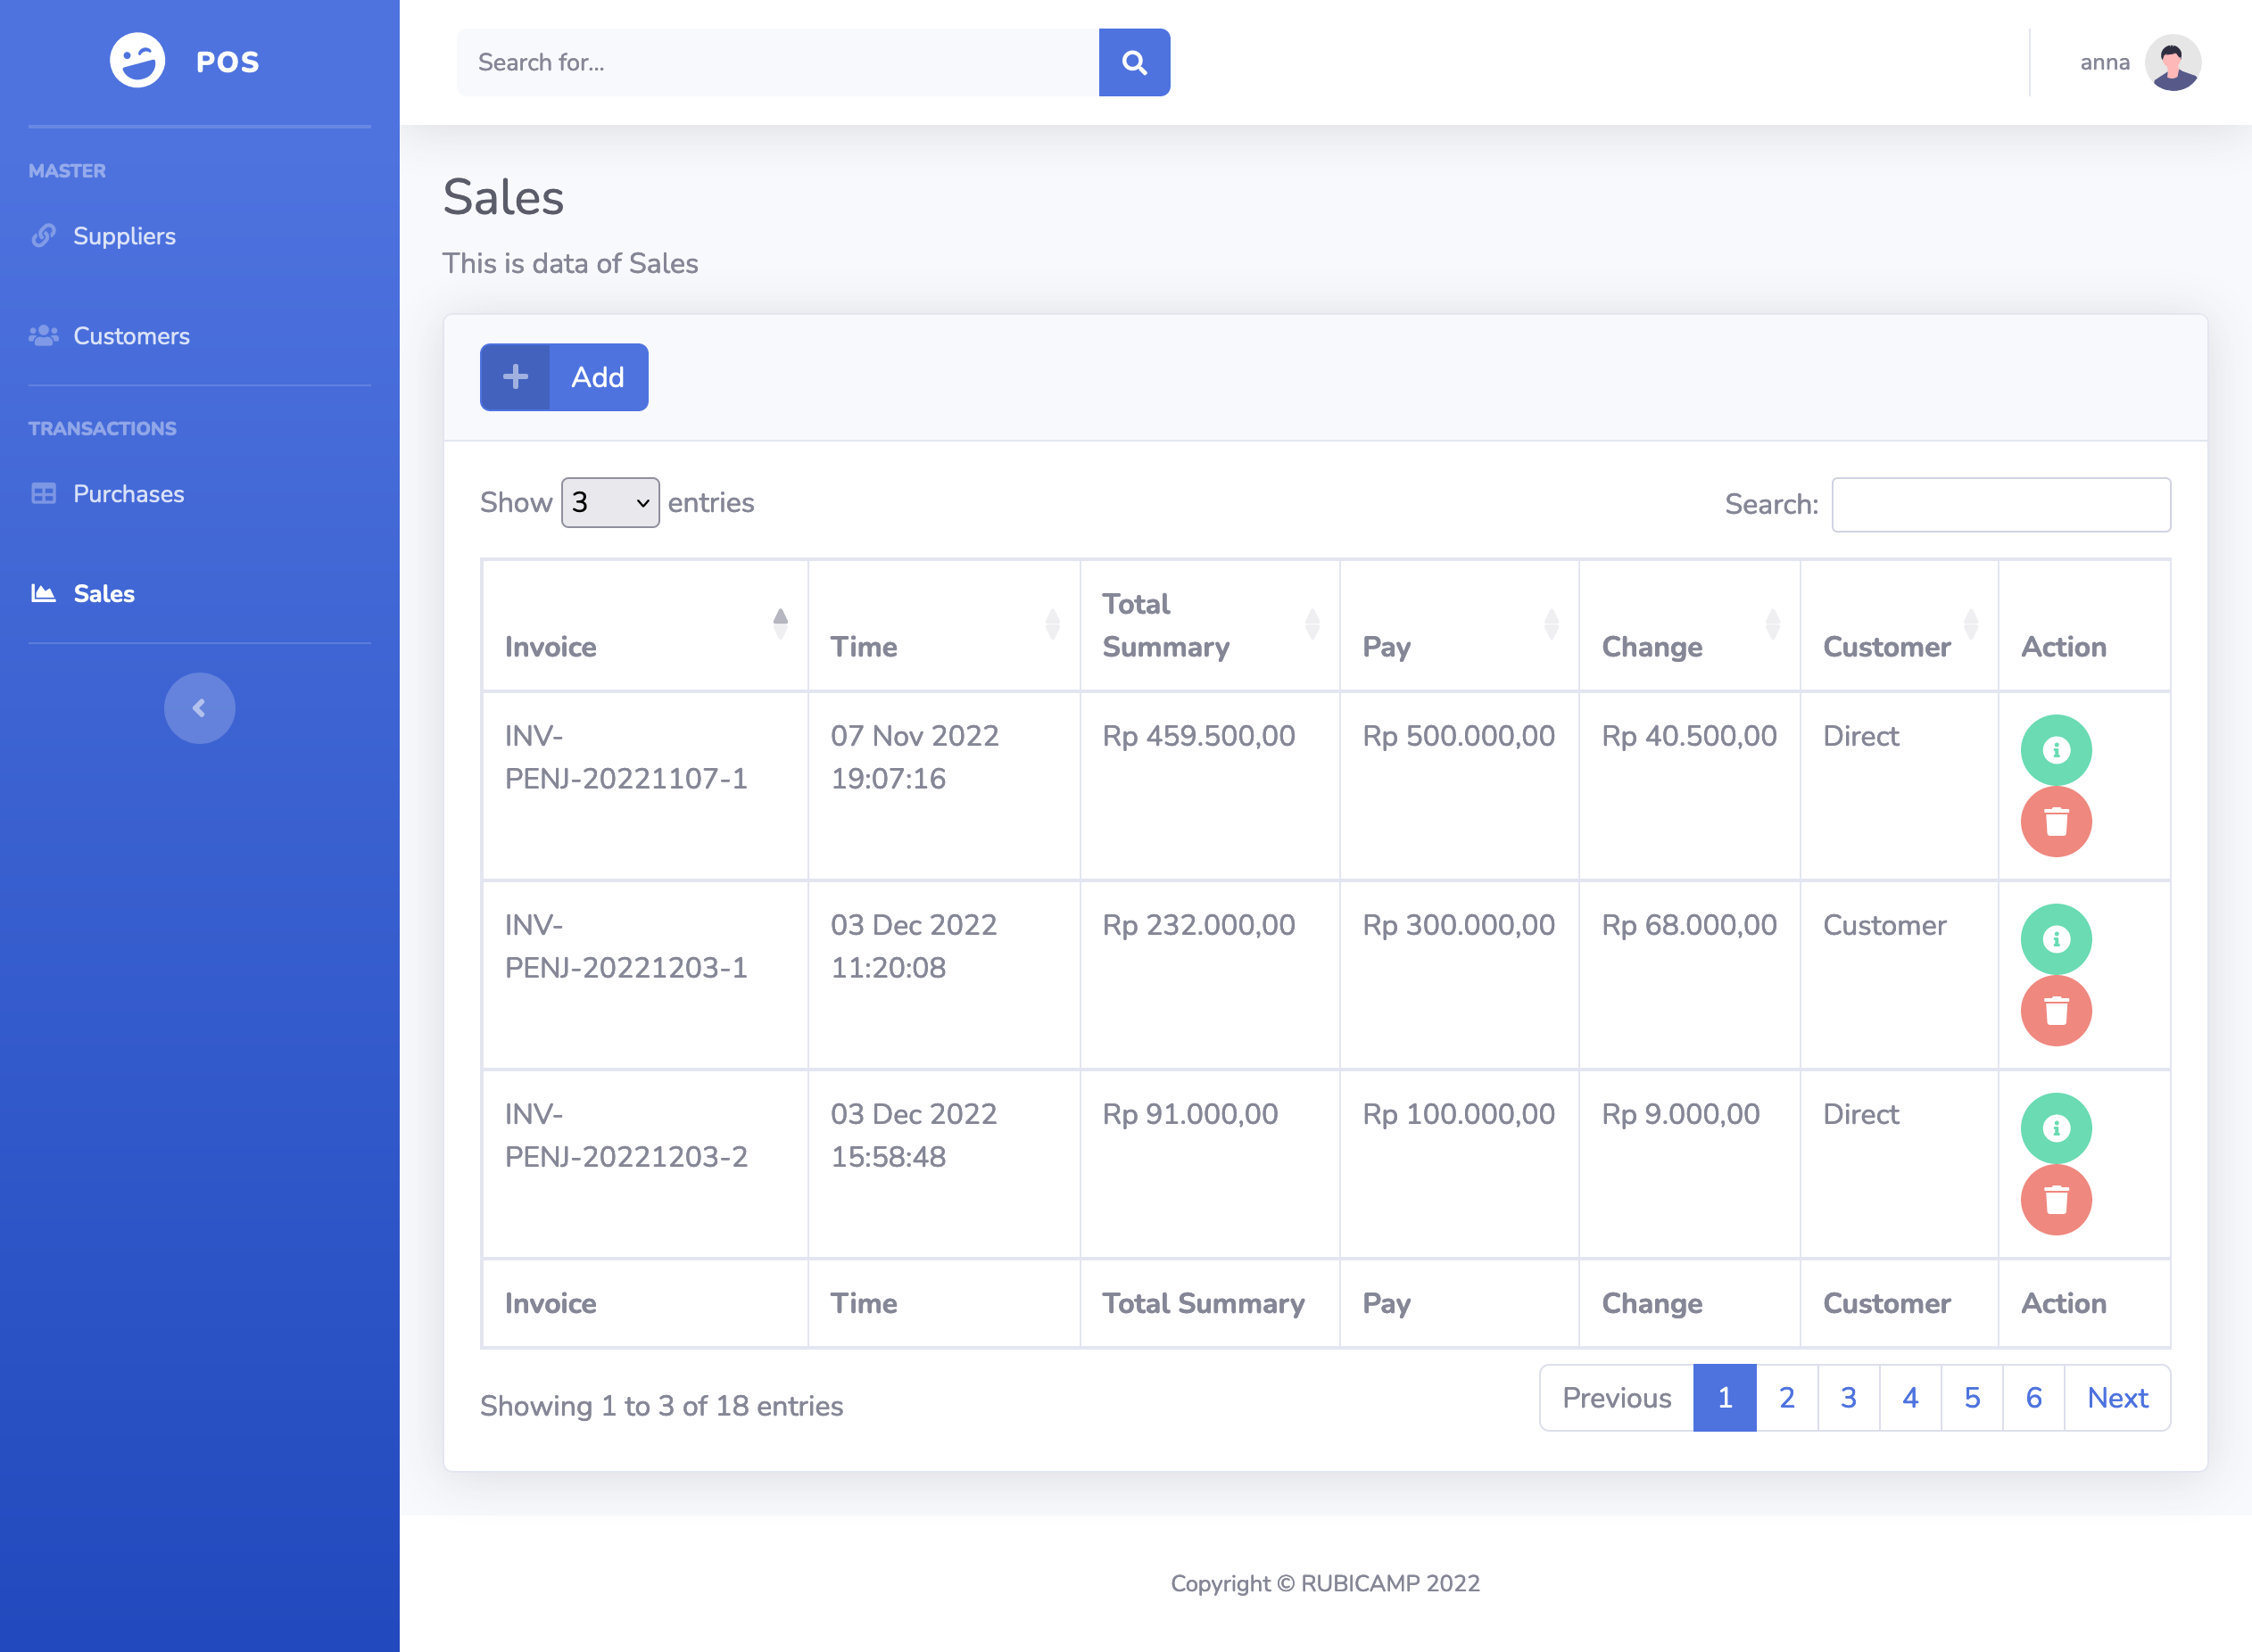 POS
Search for...
anna
MASTER
Suppliers
Customers
TRANSACTIONS
Purchases
Sales
Sales
This is data of Sales
Add
Show 3 entries
Search:
Invoice Time Total Summary Pay Change Customer Action
INV-PENJ-20221107-1 07 Nov 2022 19:07:16 Rp 459.500,00 Rp 500.000,00 Rp 40.500,00 Direct
INV-PENJ-20221203-1 03 Dec 2022 11:20:08 Rp 232.000,00 Rp 300.000,00 Rp 68.000,00 Customer
INV-PENJ-20221203-2 03 Dec 2022 15:58:48 Rp 91.000,00 Rp 100.000,00 Rp 9.000,00 Direct
Invoice Time Total Summary Pay Change Customer Action
Showing 1 to 3 of 18 entries
Previous 1 2 3 4 5 6 Next
Copyright © RUBICAMP 2022